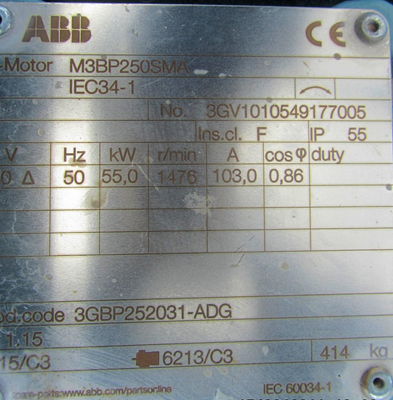 ABB CE
-Motor M3BP250SMA
IEC34-1
No. 3GV1010549177005
Ins.cl. F IP 55
V Hz kW r/min A cos φ duty
0 Δ 50 55,0 1476 103,0 0,86
od.code 3GBP252031-ADG
1.15
15/C3 6213/C3 414 kg
www.abb.com/partsonline
IEC 60034-1